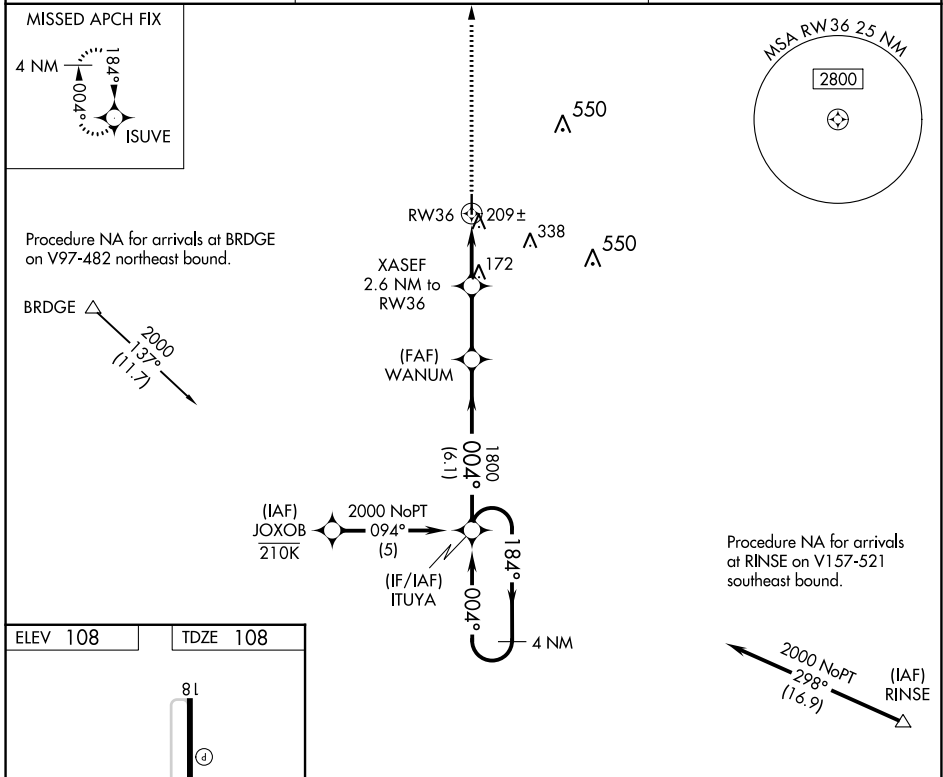 MISSED APCH FIX
4 NM
184°
004°
ISUVE
MSA RW36 25 NM
2800
550
RW36
209±
338
550
172
XASEF
2.6 NM to
RW36
Procedure NA for arrivals at BRDGE
on V97-482 northeast bound.
BRDGE
2000
137°
(11.7)
(FAF)
WANUM
1800
004°
(6.1)
(IAF)
JOXOB
210K
2000 NoPT
094°
(5)
(IF/IAF)
ITUYA
184°
004°
4 NM
Procedure NA for arrivals
at RINSE on V157-521
southeast bound.
2000 NoPT
298°
(16.9)
(IAF)
RINSE
ELEV 108
TDZE 108
18
P